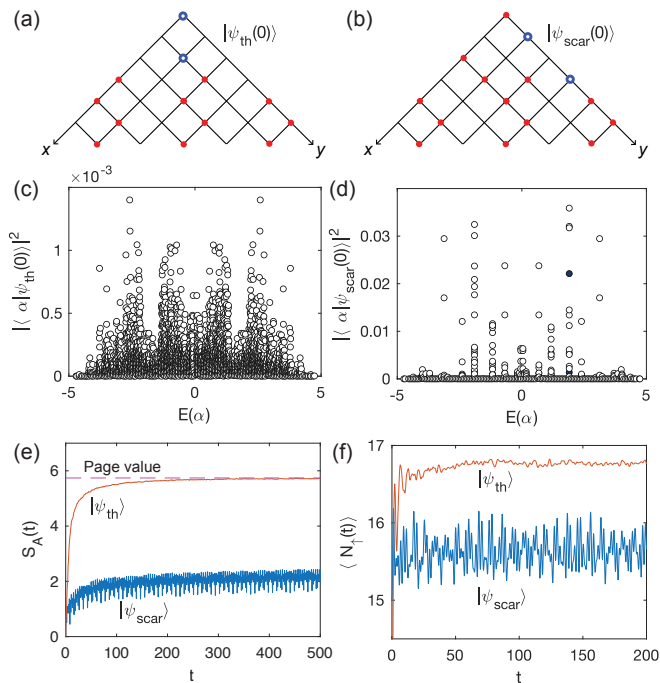 (a)
|ψth(0)⟩
x
y
(b)
|ψscar(0)⟩
x
y
(c)
×10-3
|⟨ α|ψth(0)⟩|2
1
0.5
0
-5
0
5
E(α)
(d)
|⟨ α|ψscar(0)⟩|2
0.03
0.02
0.01
0
-5
0
5
E(α)
(e)
SA(t)
6
4
2
0
Page value
|ψth⟩
|ψscar⟩
0
100
200
300
400
500
t
(f)
⟨ N↑(t)⟩
17
16
15
|ψth⟩
|ψscar⟩
0
50
100
150
200
t